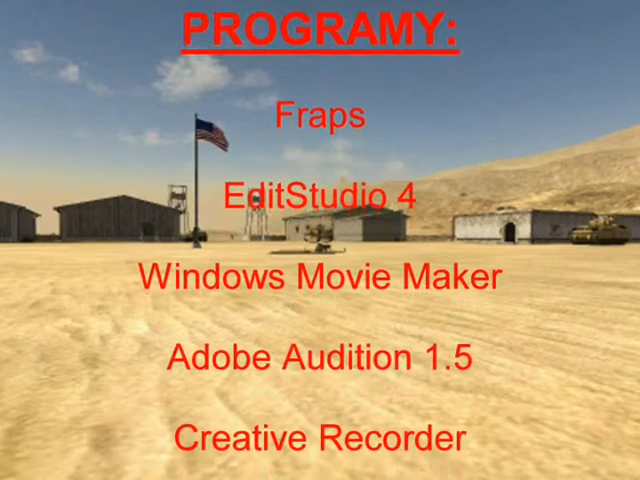 PROGRAMY:
Fraps
EditStudio 4
Windows Movie Maker
Adobe Audition 1.5
Creative Recorder